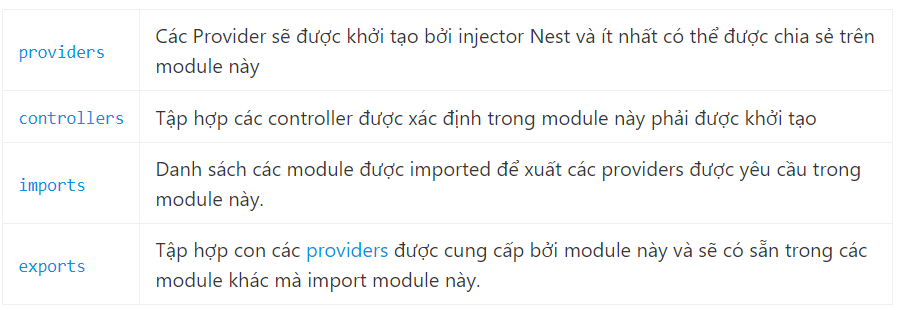 providers
Các Provider sẽ được khởi tạo bởi injector Nest và ít nhất có thể được chia sẻ trên
module này
controllers
Tập hợp các controller được xác định trong module này phải được khởi tạo
imports
Danh sách các module được imported để xuất các providers được yêu cầu trong
module này.
exports
Tập hợp con các providers được cung cấp bởi module này và sẽ có sẵn trong các
module khác mà import module này.